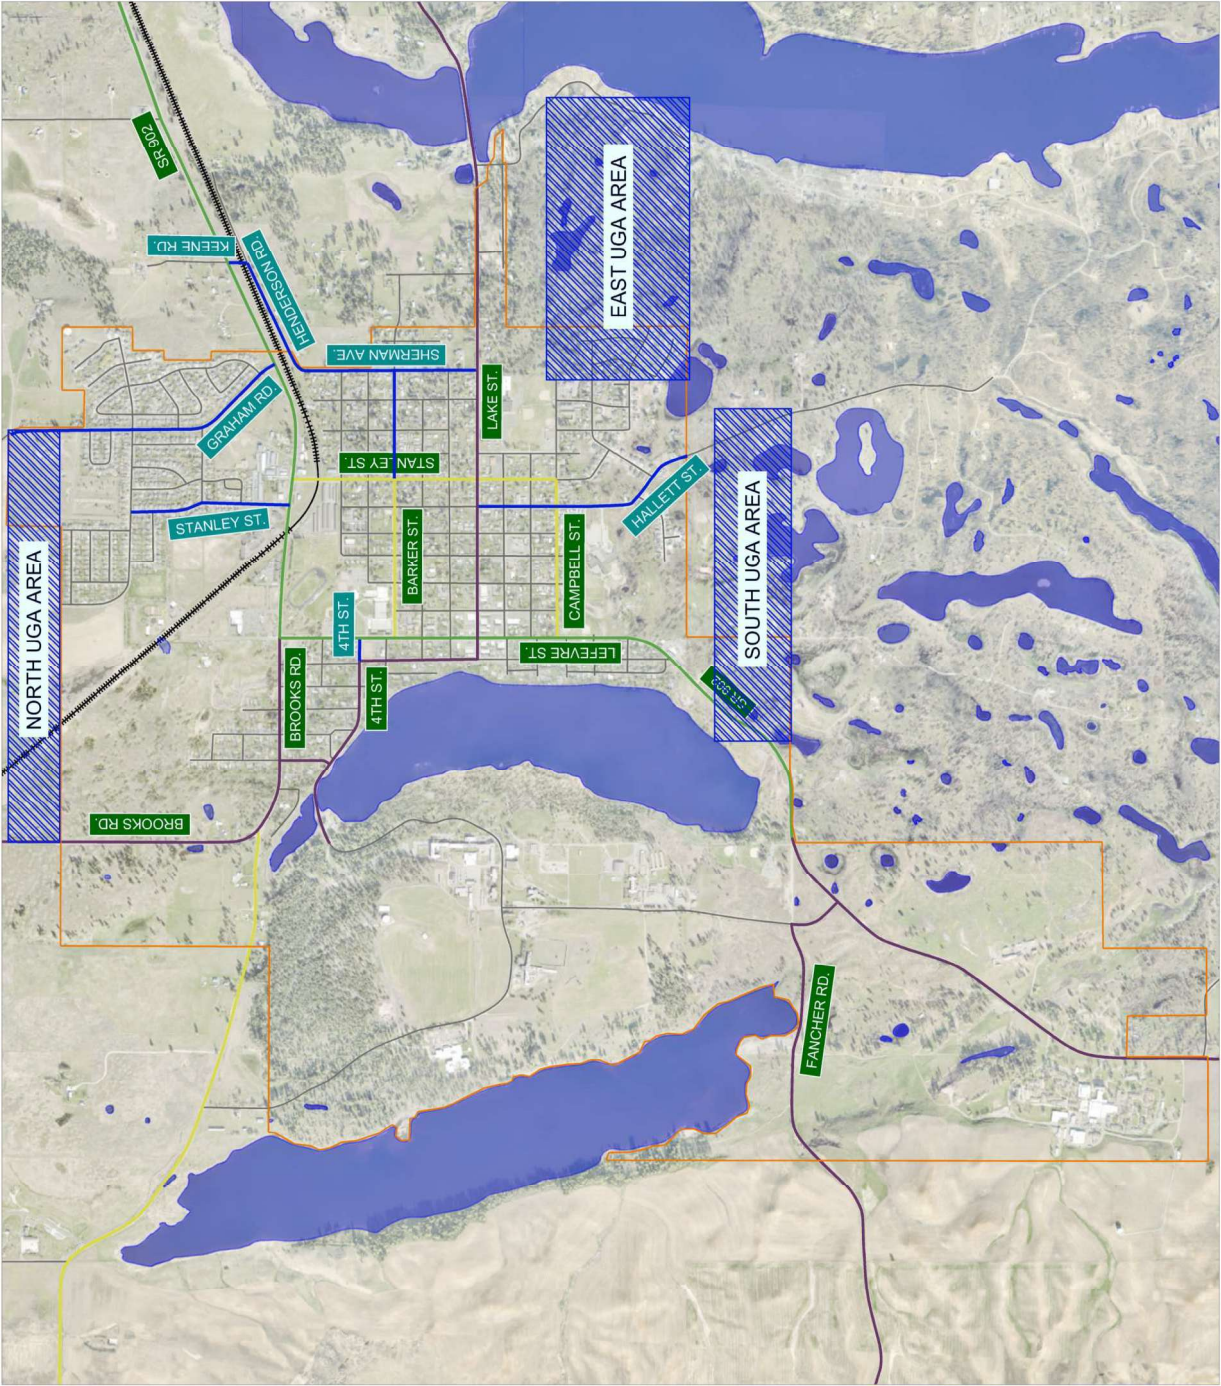 SR 902
KEENE RD.
HENDERSON RD.
EAST UGA AREA
SHERMAN AVE.
LAKE ST.
GRAHAM RD.
STANLEY ST.
HALLETT ST.
STANLEY ST.
BARKER ST.
CAMPBELL ST.
SOUTH UGA AREA
NORTH UGA AREA
4TH ST.
LEFEVRE ST.
BROOKS RD.
4TH ST.
SR 902
BROOKS RD.
FANCHER RD.